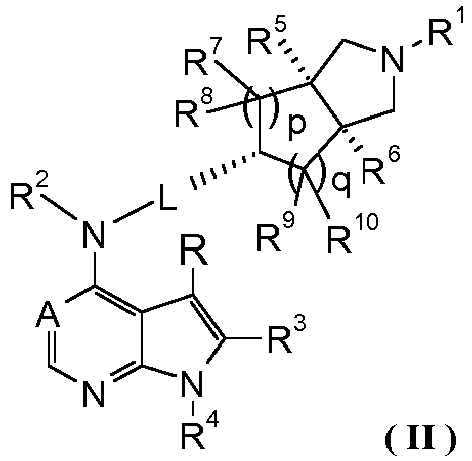 R⁷ R⁵ N R¹
R⁸ ( ) p
R² L ( ) q R⁶
N R⁹ R¹⁰
R
A R³
N N
R⁴
( II )